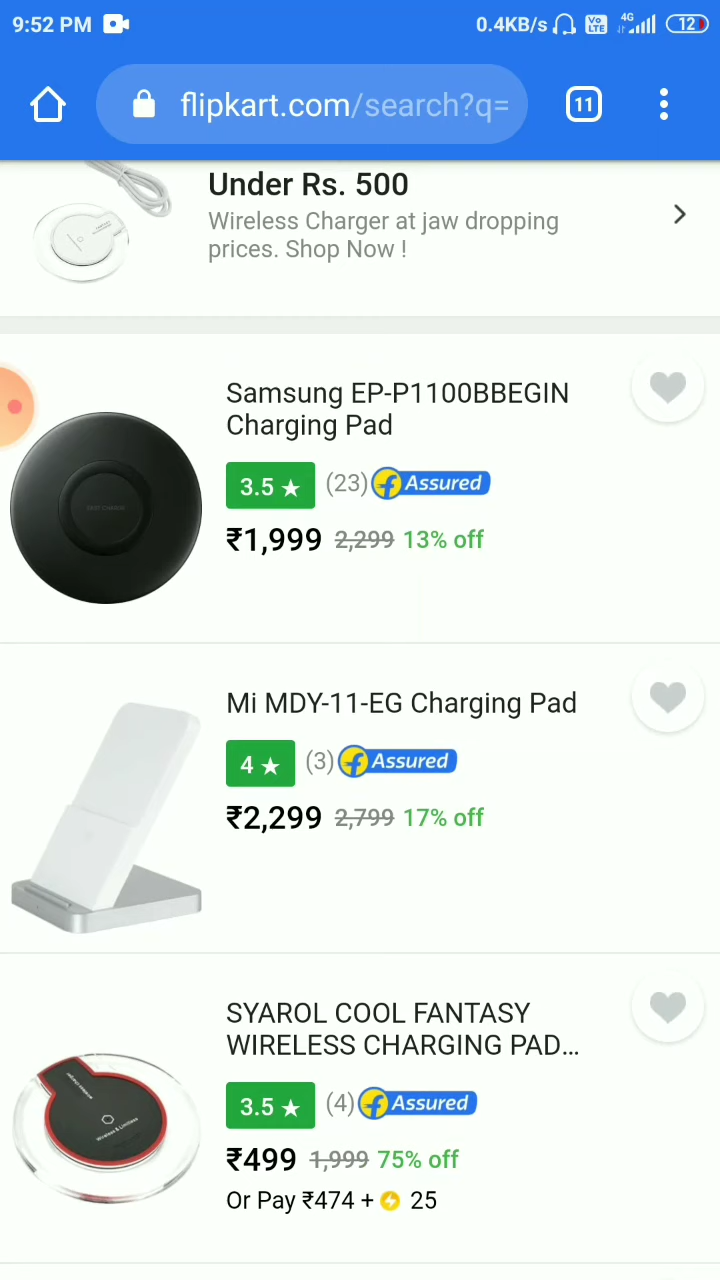 9:52 PM
0.4KB/s
Vo
LTE
4G
12
flipkart.com/search?q=
11
Under Rs. 500
Wireless Charger at jaw dropping
prices. Shop Now !
Samsung EP-P1100BBEGIN
Charging Pad
3.5 ★ (23) Assured
₹1,999 2,299 13% off
Mi MDY-11-EG Charging Pad
4 ★ (3) Assured
₹2,299 2,799 17% off
SYAROL COOL FANTASY
WIRELESS CHARGING PAD...
3.5 ★ (4) Assured
₹499 1,999 75% off
Or Pay ₹474 + 25